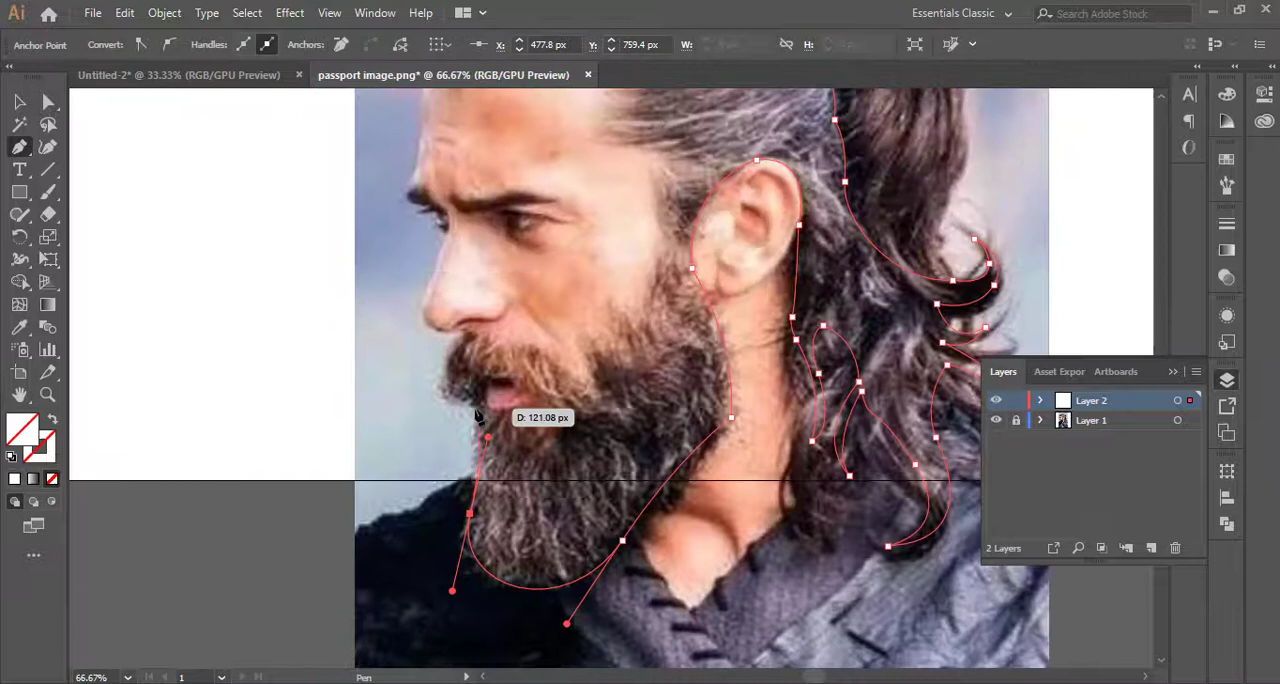 Ai File Edit Object Type Select Effect View Window Help Essentials Classic Search Adobe Stock
Anchor Point Convert: Handles: Anchors: X: 477.8 px Y: 759.4 px W: H:
Untitled-2* @ 33.33% (RGB/GPU Preview) × passport image.png* @ 66.67% (RGB/GPU Preview) ×
Layers Asset Expor Artboards
Layer 2
D: 121.08 px
Layer 1
2 Layers
66.67% 1 Pen